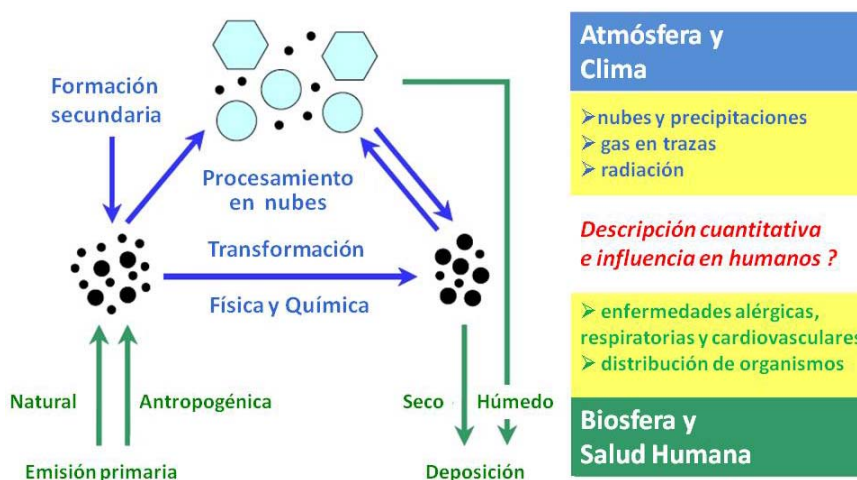 Formación
secundaria
Procesamiento
en nubes
Transformación
Física y Química
Natural
Antropogénica
Emisión primaria
Seco
Húmedo
Deposición
Atmósfera y
Clima
➢nubes y precipitaciones
➢ gas en trazas
➢ radiación
Descripción cuantitativa
e influencia en humanos ?
➢ enfermedades alérgicas,
respiratorias y cardiovasculares
➢ distribución de organismos
Biosfera y
Salud Humana